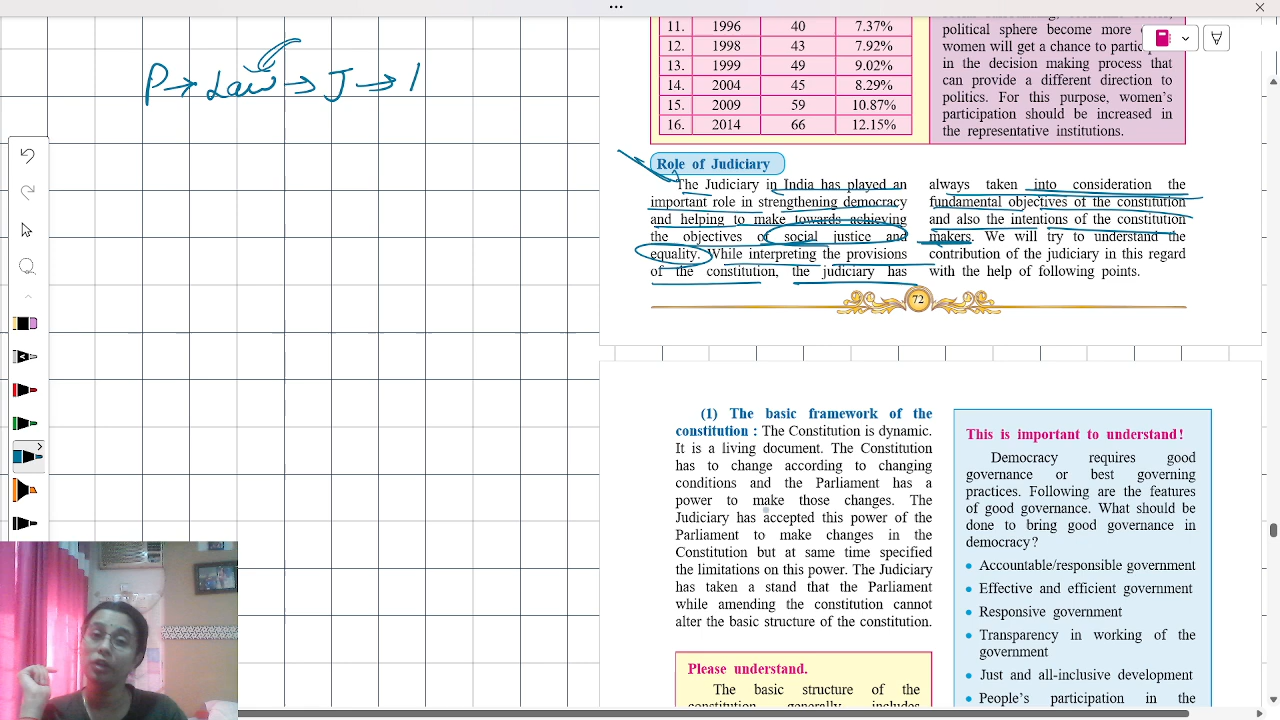 P → Law → J → 1
11. 1996 40 7.37%
12. 1998 43 7.92%
13. 1999 49 9.02%
14. 2004 45 8.29%
15. 2009 59 10.87%
16. 2014 66 12.15%
political sphere become more
women will get a chance to
in the decision making process that
can provide a different direction to
politics. For this purpose, women's
participation should be increased in
the representative institutions.
Role of Judiciary
The Judiciary in India has played an
important role in strengthening democracy
and helping to make towards achieving
the objectives of social justice and
equality. While interpreting the provisions
of the constitution, the judiciary has
always taken into consideration the
fundamental objectives of the constitution
and also the intentions of the constitution
makers. We will try to understand the
contribution of the judiciary in this regard
with the help of following points.
72
(1) The basic framework of the
constitution : The Constitution is dynamic.
It is a living document. The Constitution
has to change according to changing
conditions and the Parliament has a
power to make those changes. The
Judiciary has accepted this power of the
Parliament to make changes in the
Constitution but at same time specified
the limitations on this power. The Judiciary
has taken a stand that the Parliament
while amending the constitution cannot
alter the basic structure of the constitution.
Please understand.
The basic structure of the
constitution generally includes
This is important to understand!
Democracy requires good
governance or best governing
practices. Following are the features
of good governance. What should be
done to bring good governance in
democracy?
• Accountable/responsible government
• Effective and efficient government
• Responsive government
• Transparency in working of the
government
• Just and all-inclusive development
• People's participation in the